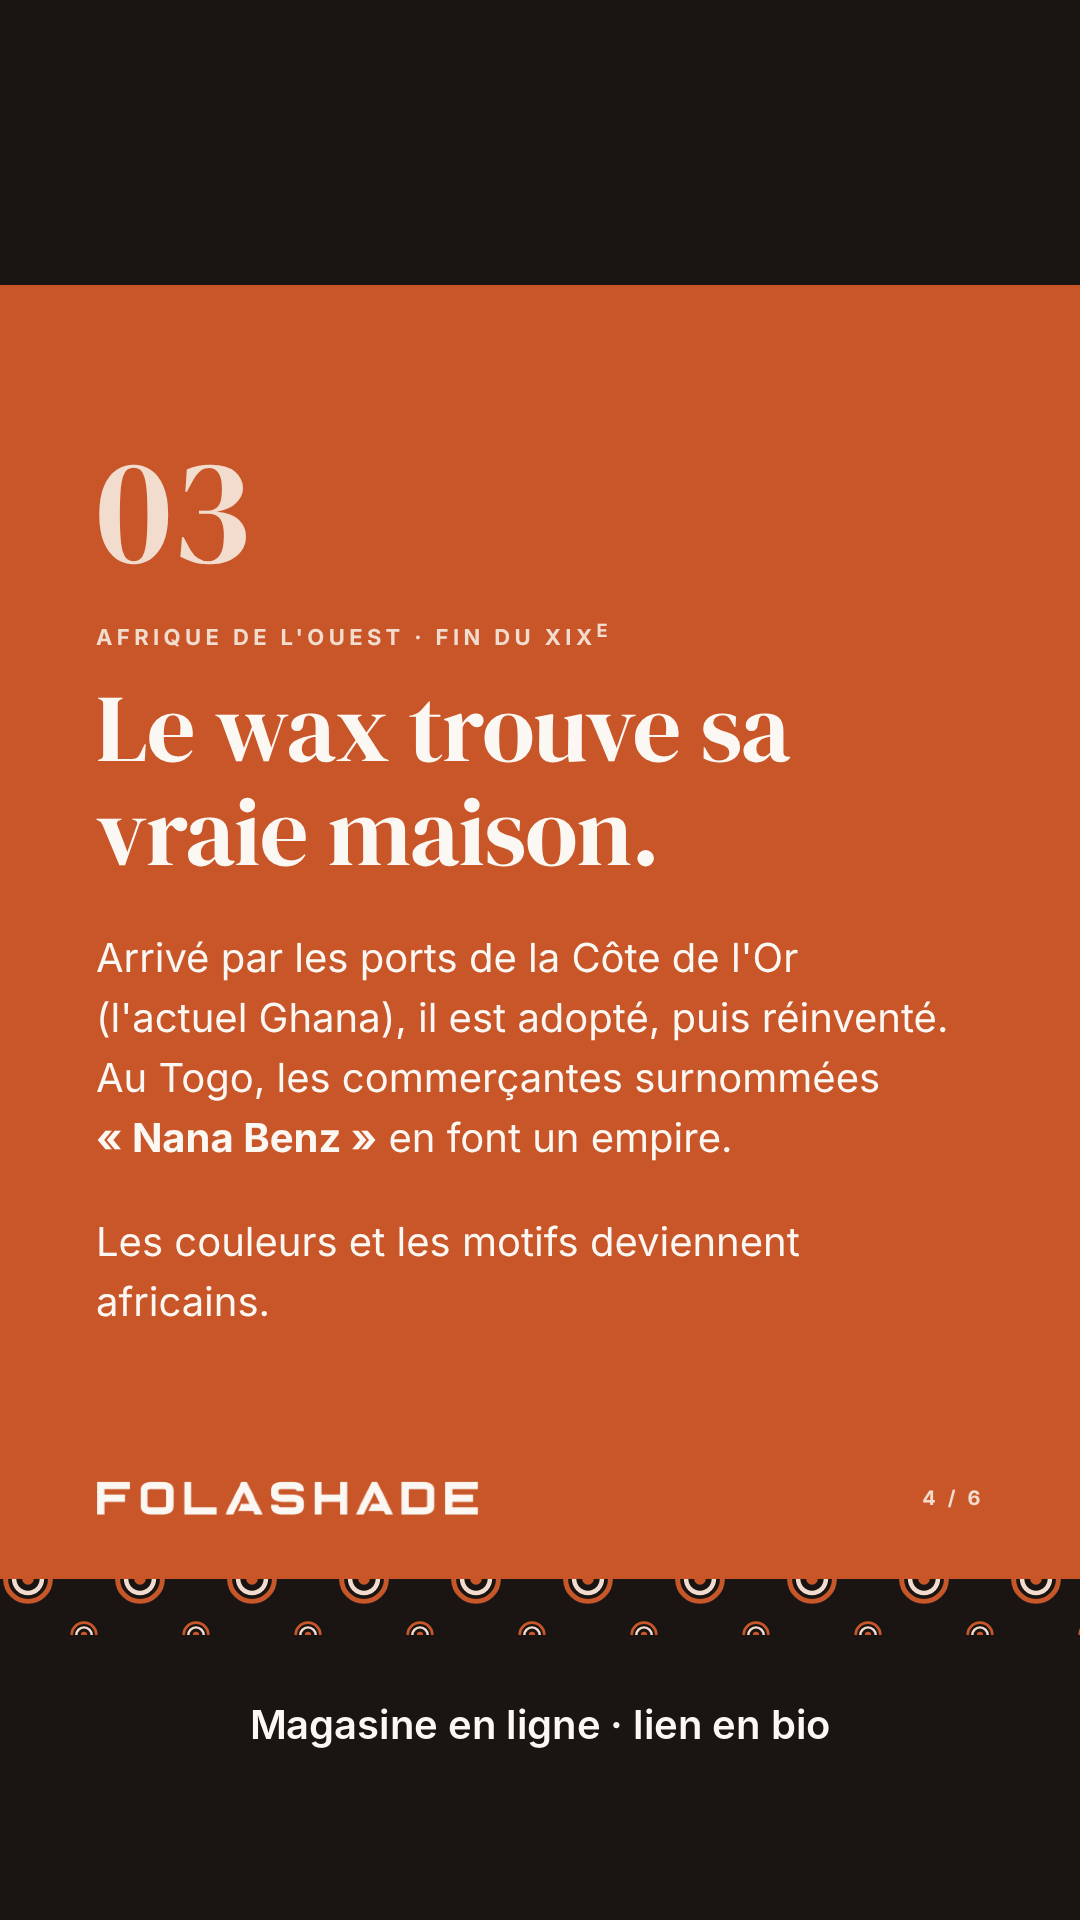 03
AFRIQUE DE L'OUEST · FIN DU XIXᴱ
Le wax trouve sa
vraie maison.
Arrivé par les ports de la Côte de l'Or
(l'actuel Ghana), il est adopté, puis réinventé.
Au Togo, les commerçantes surnommées
« Nana Benz » en font un empire.
Les couleurs et les motifs deviennent
africains.
FOLASHADE
4 / 6
Magasine en ligne · lien en bio